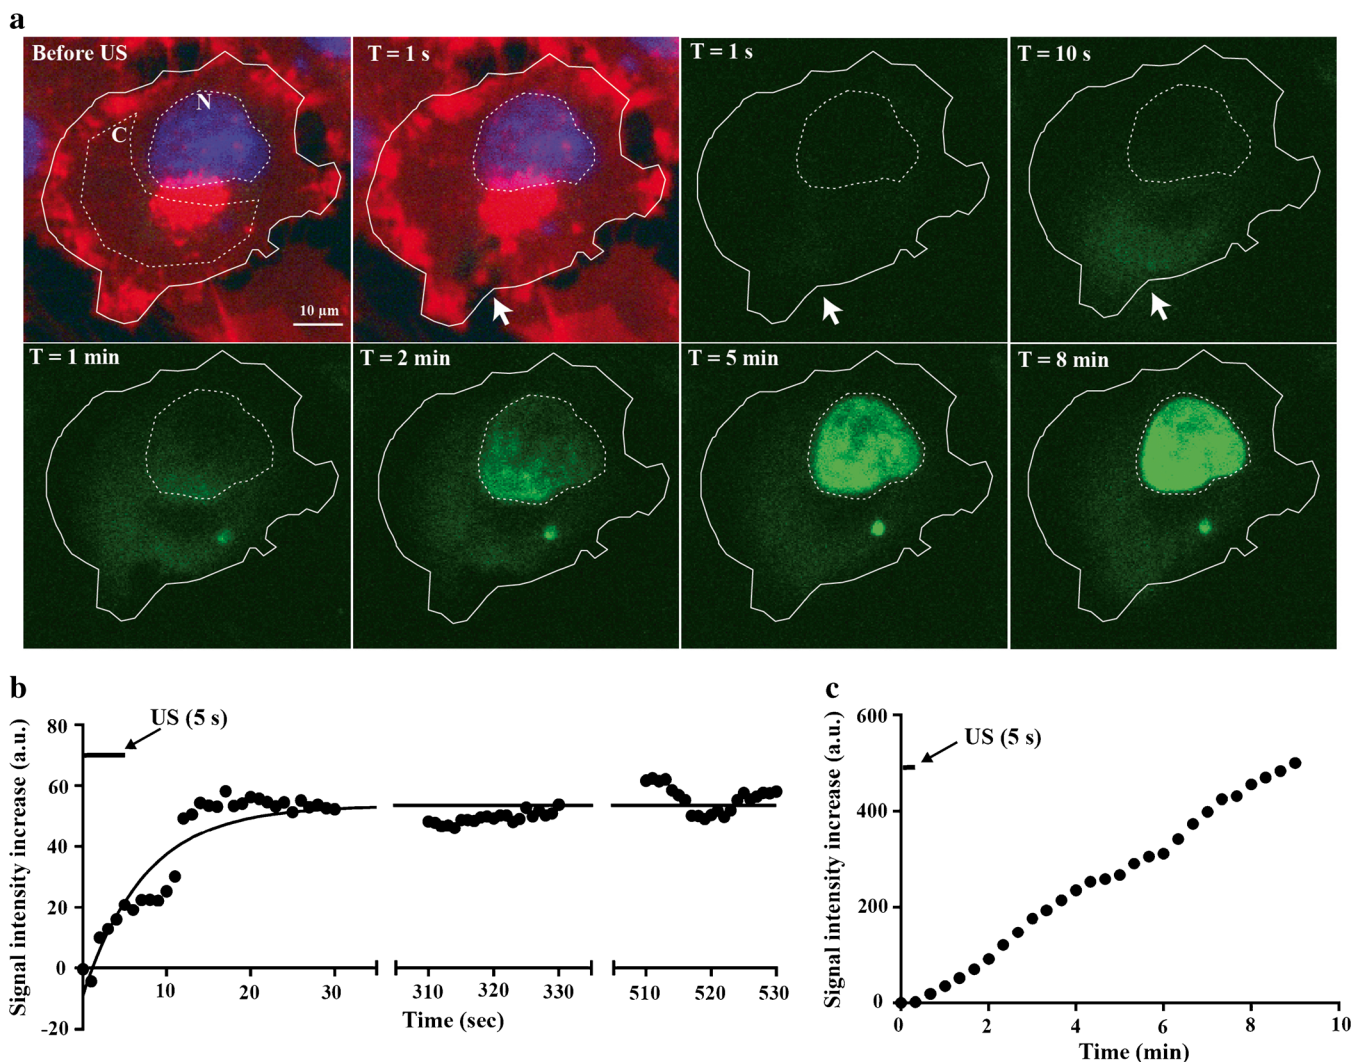 a
Before US
T = 1 s
T = 1 s
T = 10 s
N
C
10 µm
T = 1 min
T = 2 min
T = 5 min
T = 8 min
b
US (5 s)
Signal intensity increase (a.u.)
80
60
40
20
0
-20
10
20
30
310
320
330
510
520
530
Time (sec)
c
US (5 s)
Signal intensity increase (a.u.)
600
400
200
0
0
2
4
6
8
10
Time (min)